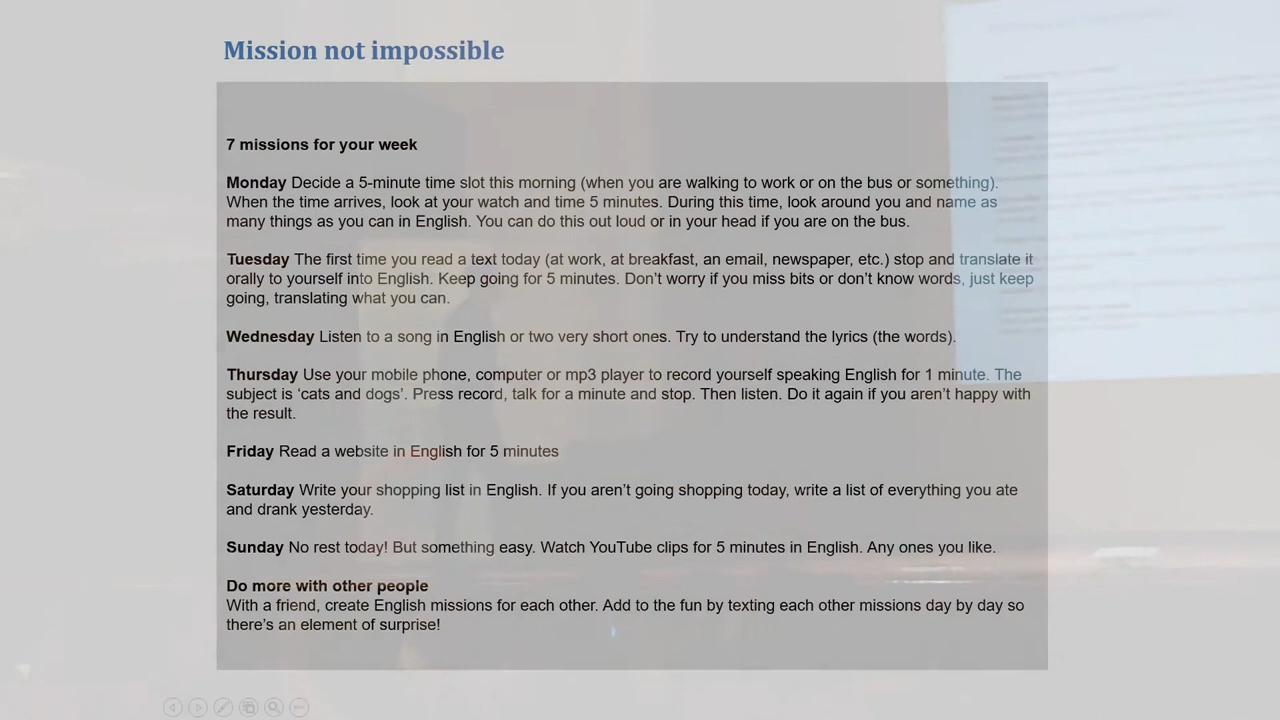 Mission not impossible
7 missions for your week
Monday Decide a 5-minute time slot this morning (when you are walking to work or on the bus or something).
When the time arrives, look at your watch and time 5 minutes. During this time, look around you and name as
many things as you can in English. You can do this out loud or in your head if you are on the bus.
Tuesday The first time you read a text today (at work, at breakfast, an email, newspaper, etc.) stop and translate it
orally to yourself into English. Keep going for 5 minutes. Don’t worry if you miss bits or don’t know words, just keep
going, translating what you can.
Wednesday Listen to a song in English or two very short ones. Try to understand the lyrics (the words).
Thursday Use your mobile phone, computer or mp3 player to record yourself speaking English for 1 minute. The
subject is ‘cats and dogs’. Press record, talk for a minute and stop. Then listen. Do it again if you aren’t happy with
the result.
Friday Read a website in English for 5 minutes
Saturday Write your shopping list in English. If you aren’t going shopping today, write a list of everything you ate
and drank yesterday.
Sunday No rest today! But something easy. Watch YouTube clips for 5 minutes in English. Any ones you like.
Do more with other people
With a friend, create English missions for each other. Add to the fun by texting each other missions day by day so
there’s an element of surprise!